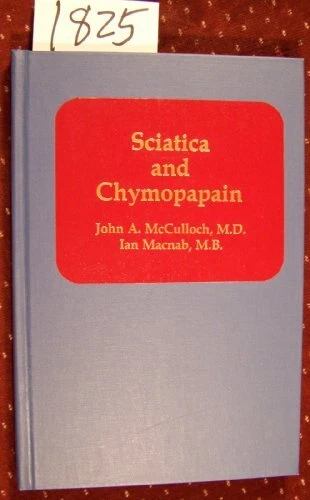 1825
Sciatica
and
Chymopapain
John A. McCulloch, M.D.
Ian Macnab, M.B.